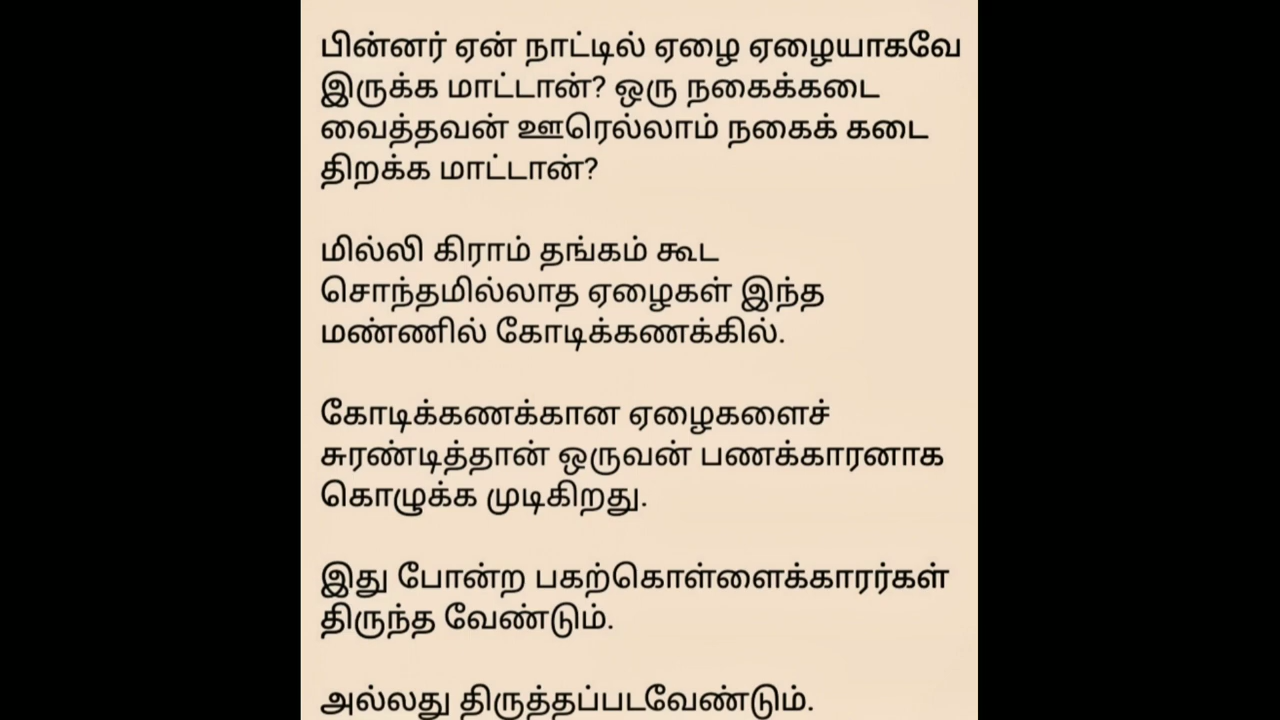 பின்னர் ஏன் நாட்டில் ஏழை ஏழையாகவே
இருக்க மாட்டான்? ஒரு நகைக்கடை
வைத்தவன் ஊரெல்லாம் நகைக் கடை
திறக்க மாட்டான்?
மில்லி கிராம் தங்கம் கூட
சொந்தமில்லாத ஏழைகள் இந்த
மண்ணில் கோடிக்கணக்கில்.
கோடிக்கணக்கான ஏழைகளைச்
சுரண்டித்தான் ஒருவன் பணக்காரனாக
கொழுக்க முடிகிறது.
இது போன்ற பகற்கொள்ளைக்காரர்கள்
திருந்த வேண்டும்.
அல்லது திருத்தப்படவேண்டும்.